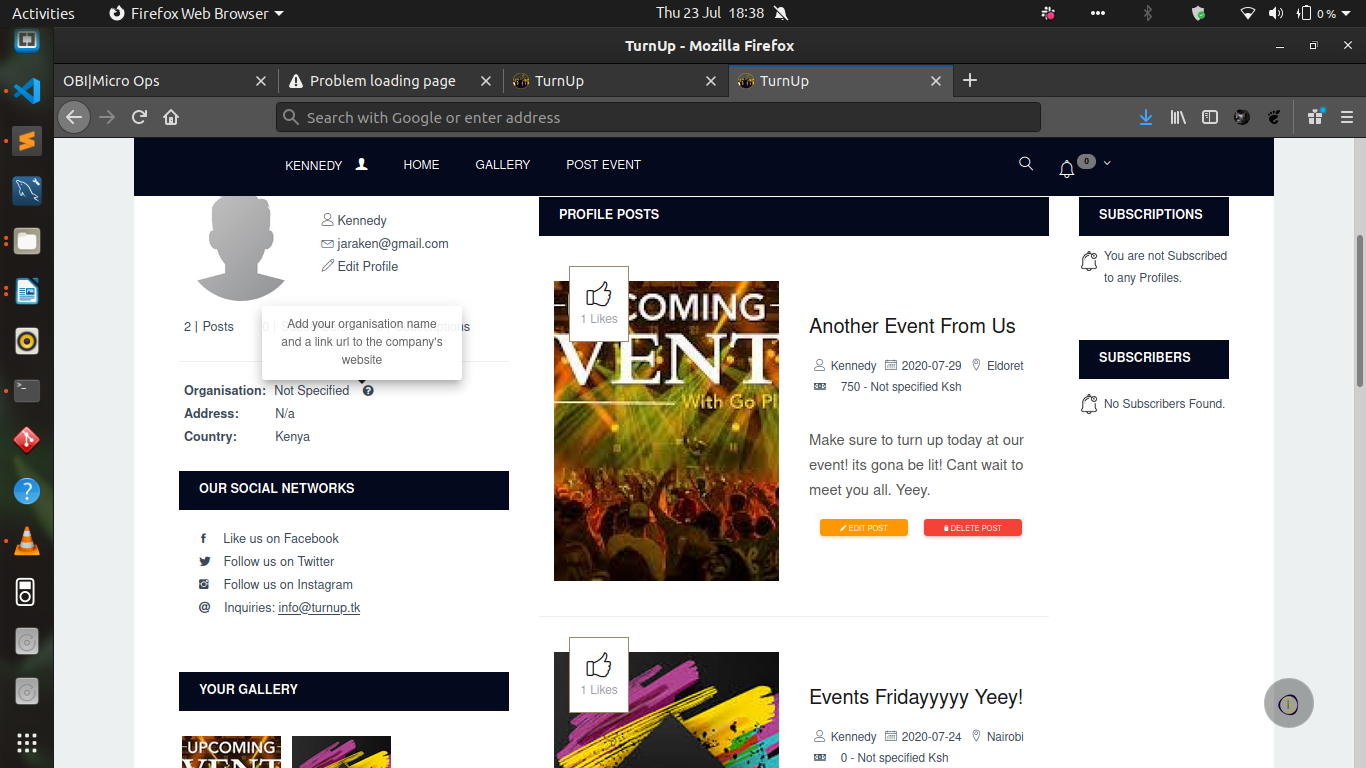 Activities
Firefox Web Browser
Thu 23 Jul 18:38
0 %
TurnUp - Mozilla Firefox
OBI|Micro Ops
Problem loading page
TurnUp
TurnUp
Search with Google or enter address
KENNEDY
HOME
GALLERY
POST EVENT
0
Kennedy
jaraken@gmail.com
Edit Profile
2 | Posts
Add your organisation name
and a link url to the company's
website
Organisation: Not Specified
Address: N/a
Country: Kenya
OUR SOCIAL NETWORKS
Like us on Facebook
Follow us on Twitter
Follow us on Instagram
Inquiries: info@turnup.tk
YOUR GALLERY
UPCOMING
PROFILE POSTS
1 Likes
COMING
VENT
With Go Pl
Another Event From Us
Kennedy 2020-07-29 Eldoret
750 - Not specified Ksh
Make sure to turn up today at our
event! its gona be lit! Cant wait to
meet you all. Yeey.
EDIT POST
DELETE POST
1 Likes
Events Fridayyyyy Yeey!
Kennedy 2020-07-24 Nairobi
0 - Not specified Ksh
SUBSCRIPTIONS
You are not Subscribed
to any Profiles.
SUBSCRIBERS
No Subscribers Found.